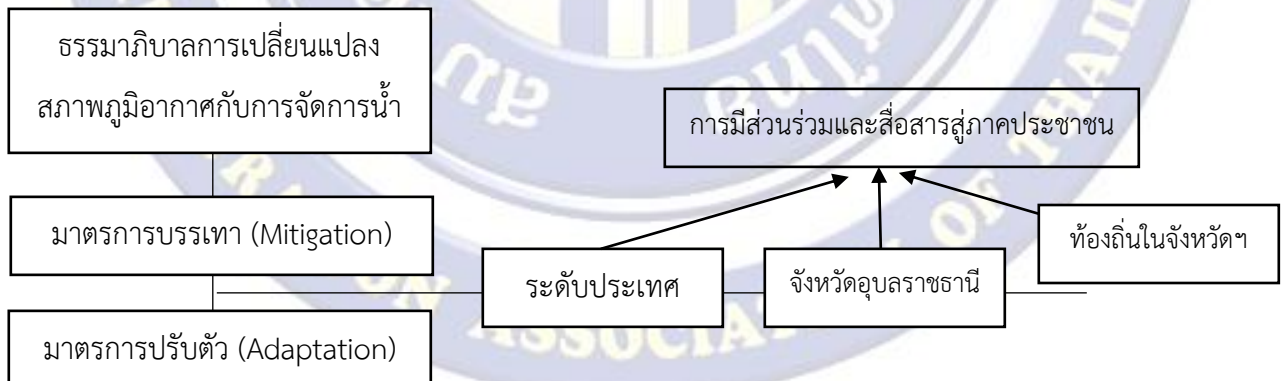 ธรรมาภิบาลการเปลี่ยนแปลง
สภาพภูมิอากาศกับการจัดการน้ำ
การมีส่วนร่วมและสื่อสารสู่ภาคประชาชน
มาตรการบรรเทา (Mitigation)
ท้องถิ่นในจังหวัดฯ
ระดับประเทศ
จังหวัดอุบลราชธานี
มาตรการปรับตัว (Adaptation)
ASSOCIA
OF THAIL